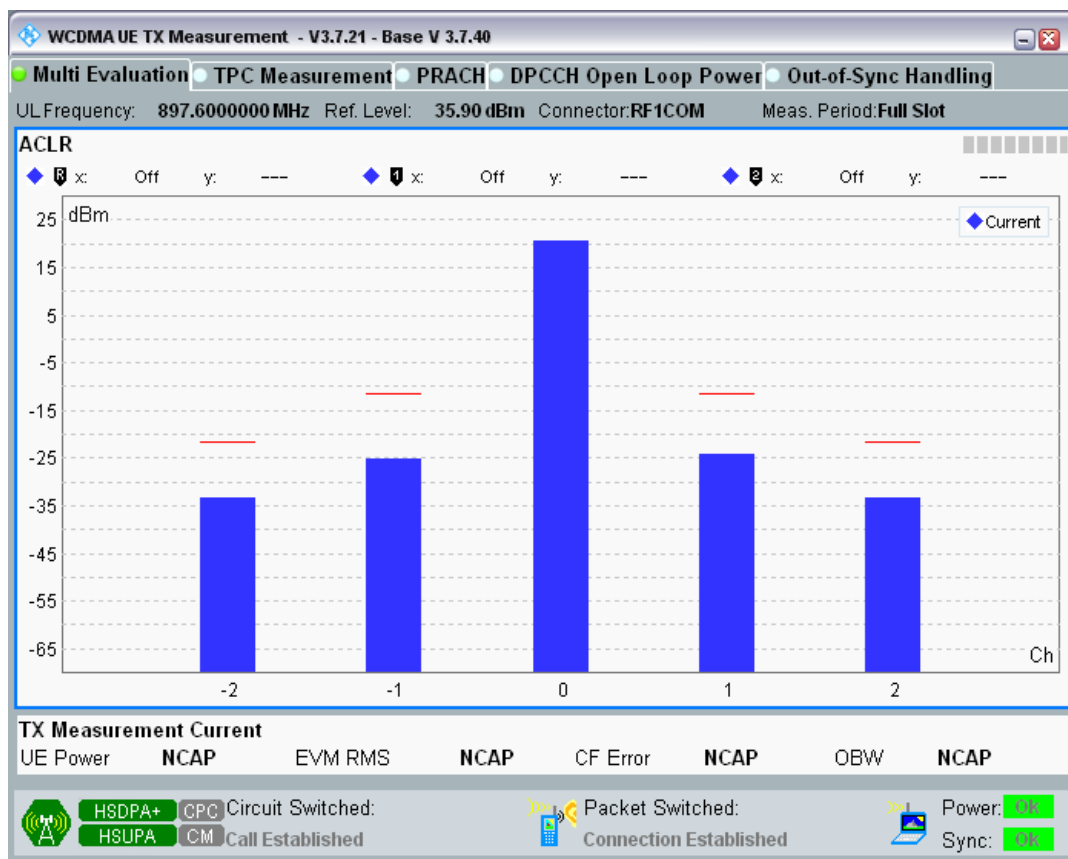 WCDMA UE TX Measurement - V3.7.21 - Base V 3.7.40
Multi Evaluation TPC Measurement PRACH DPCCH Open Loop Power Out-of-Sync Handling
UL Frequency: 897.6000000 MHz Ref. Level: 35.90 dBm Connector:RF1COM Meas. Period:Full Slot
ACLR
R x: Off y: --- 1 x: Off y: --- 2 x: Off y: ---
dBm
Current
25
15
5
-5
-15
-25
-35
-45
-55
-65
Ch
-2 -1 0 1 2
TX Measurement Current
UE Power NCAP EVM RMS NCAP CF Error NCAP OBW NCAP
HSDPA+ CPC Circuit Switched: Packet Switched: Power: Ok
HSUPA CM Call Established Connection Established Sync: Ok